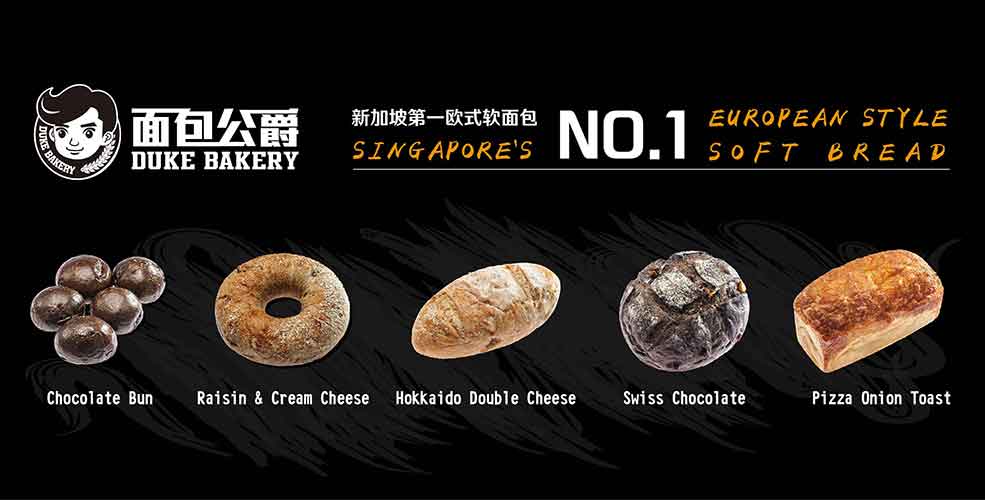 DUKE BAKERY
DUKE BAKERY
面包公爵
DUKE BAKERY
新加坡第一欧式软面包
SINGAPORE'S
NO.1
EUROPEAN STYLE
SOFT BREAD
Chocolate Bun
Raisin & Cream Cheese
Hokkaido Double Cheese
Swiss Chocolate
Pizza Onion Toast